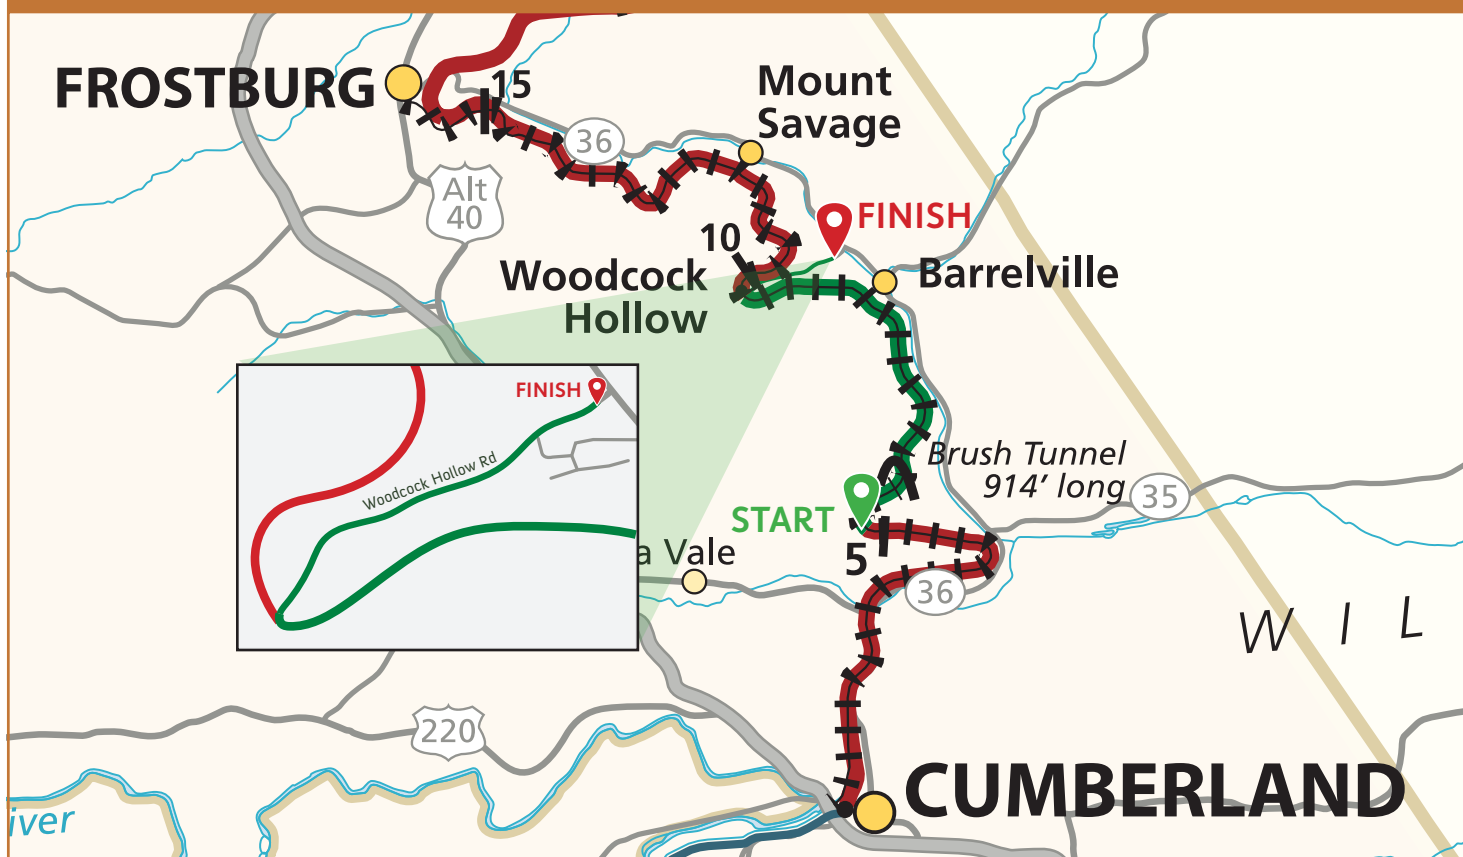 FROSTBURG
15
Mount
Savage
36
Alt
40
FINISH
10
Woodcock
Hollow
Barrelville
FINISH
Woodcock Hollow Rd
Brush Tunnel
914’ long
35
START
5
a Vale
36
W I L
220
CUMBERLAND
iver